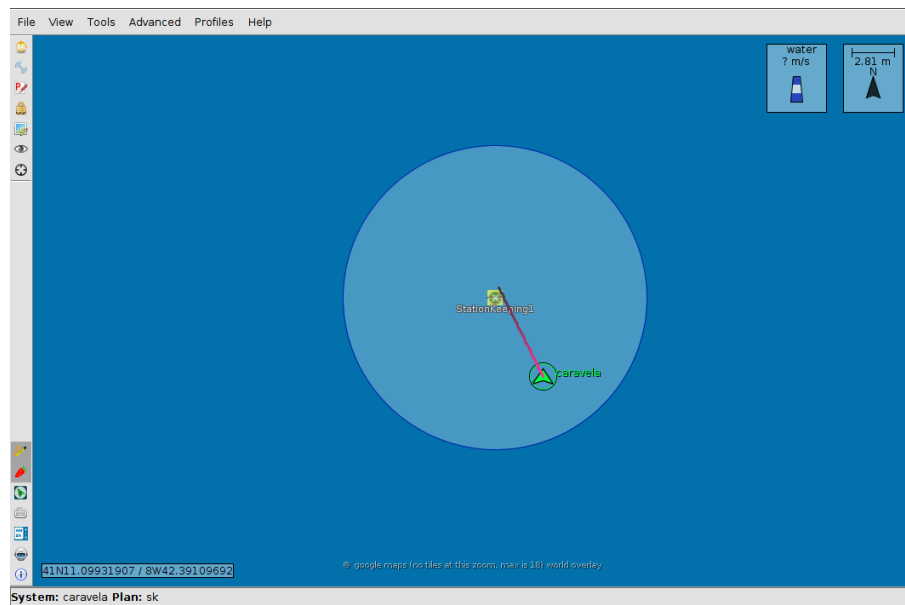 File View Tools Advanced Profiles Help
water
? m/s
2.81 m
N
StationKeeping1
caravela
41N11.09931907 / 8W42.39109692
© google maps (no tiles at this zoom, max is 18) world overlay
System: caravela Plan: sk